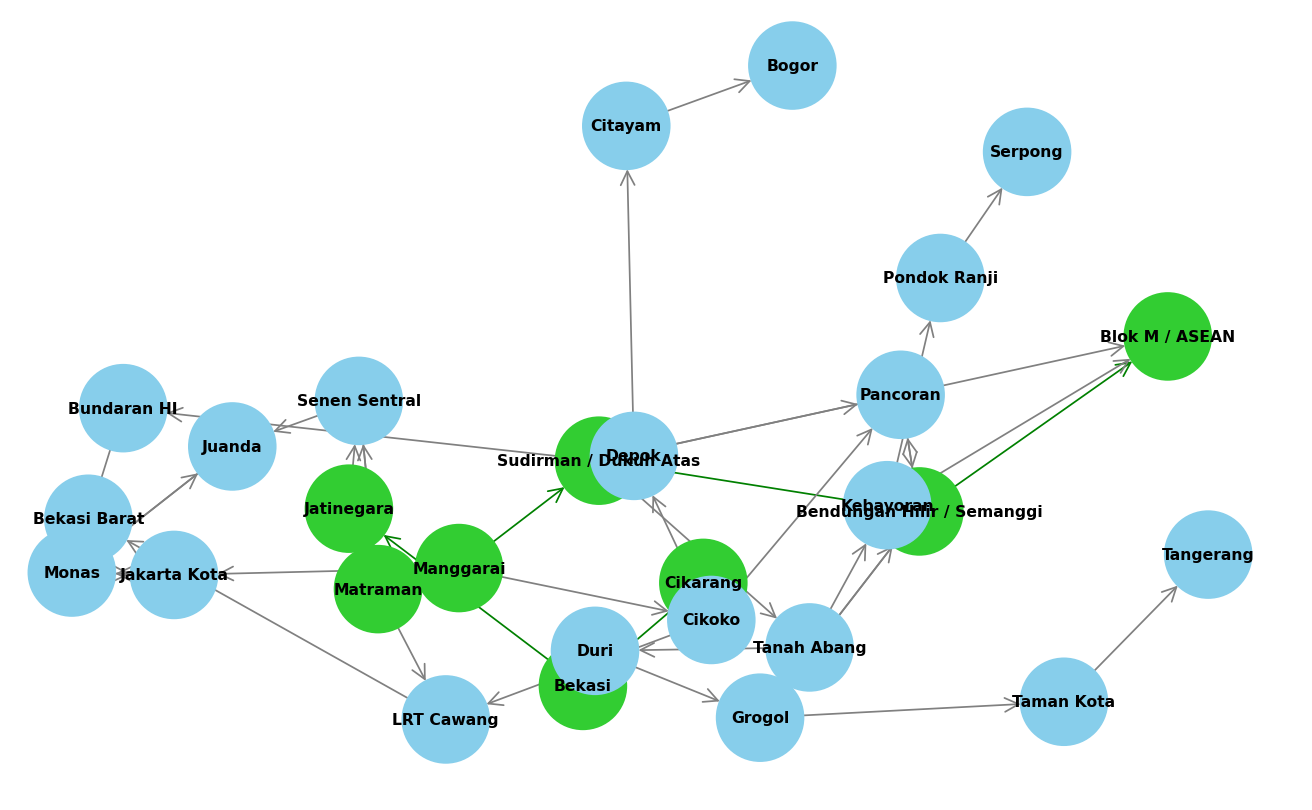 Bogor
Citayam
Serpong
Pondok Ranji
Blok M / ASEAN
Pancoran
Senen Sentral
Bundaran HI
Juanda
Depok
Sudirman / Dukuh Atas
Kebayoran
Bendungan Hilir / Semanggi
Jatinegara
Bekasi Barat
Tangerang
Manggarai
Monas
Jakarta Kota
Cikarang
Matraman
Cikoko
Tanah Abang
Duri
Bekasi
Taman Kota
Grogol
LRT Cawang